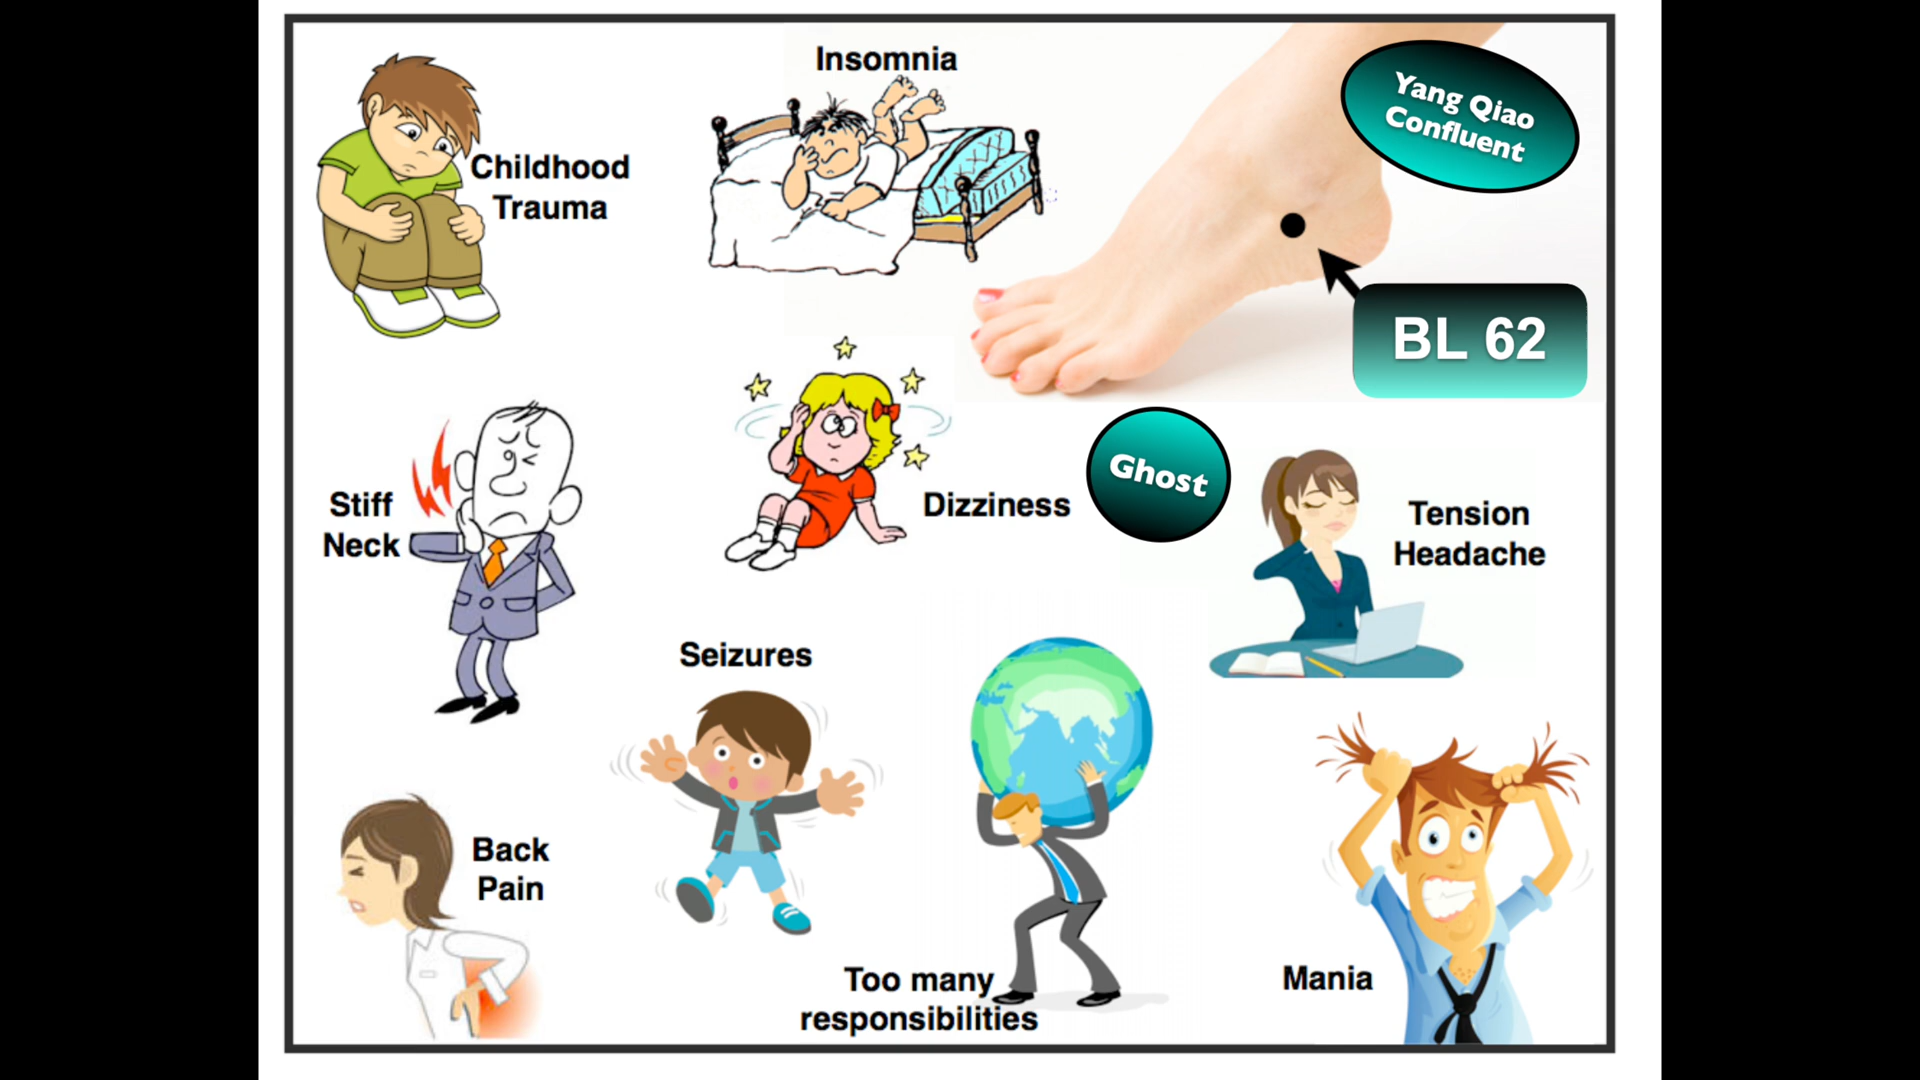 Insomnia
Yang Qiao
Confluent
Childhood
Trauma
BL 62
Stiff
Neck
Dizziness
Ghost
Tension
Headache
Seizures
Back
Pain
Too many
responsibilities
Mania